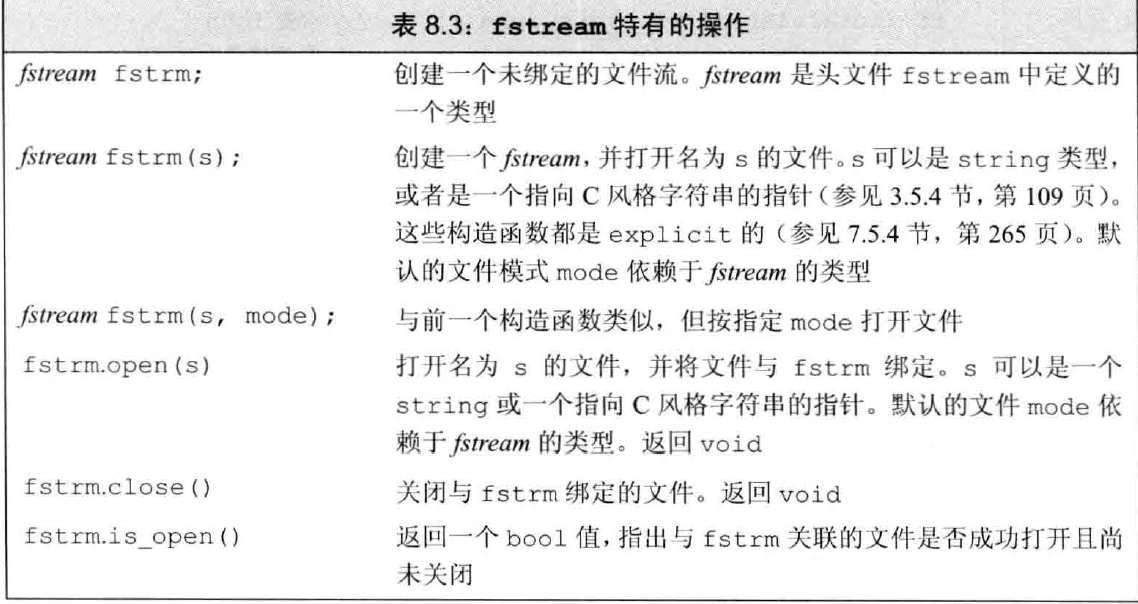 表 8.3：fstream 特有的操作
fstream fstrm; 创建一个未绑定的文件流。fstream 是头文件 fstream 中定义的
一个类型
fstream fstrm(s); 创建一个 fstream，并打开名为 s 的文件。s 可以是 string 类型，
或者是一个指向 C 风格字符串的指针（参见 3.5.4 节，第 109 页）。
这些构造函数都是 explicit 的（参见 7.5.4 节，第 265 页）。默
认的文件模式 mode 依赖于 fstream 的类型
fstream fstrm(s, mode); 与前一个构造函数类似，但按指定 mode 打开文件
fstrm.open(s) 打开名为 s 的文件，并将文件与 fstrm 绑定。s 可以是一个
string 或一个指向 C 风格字符串的指针。默认的文件 mode 依
赖于 fstream 的类型。返回 void
fstrm.close() 关闭与 fstrm 绑定的文件。返回 void
fstrm.is_open() 返回一个 bool 值，指出与 fstrm 关联的文件是否成功打开且尚
未关闭